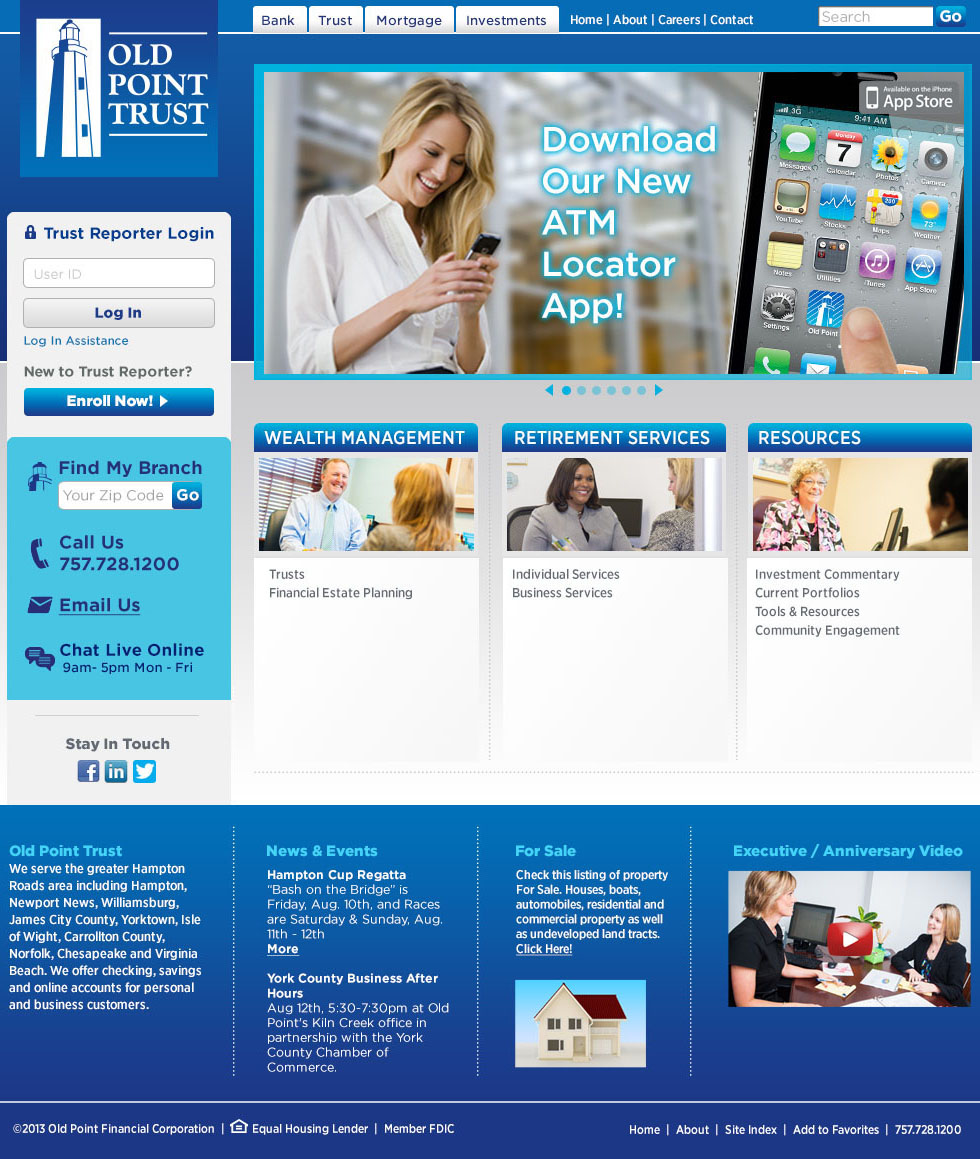 Bank
Trust
Mortgage
Investments
Home | About | Careers | Contact
Search
Go
OLD
POINT
TRUST
Trust Reporter Login
User ID
Log In
Log In Assistance
New to Trust Reporter?
Enroll Now!
Find My Branch
Your Zip Code
Go
Call Us
757.728.1200
Email Us
Chat Live Online
9am- 5pm Mon - Fri
Stay In Touch
f
in
Download
Our New
ATM
Locator
App!
Available on the iPhone
App Store
3G
9:41 AM
Monday
7
280
73°
Messages
Calendar
Photos
Camera
YouTube
Stocks
Maps
Weather
Notes
Utilities
iTunes
App Store
Settings
Old Point
WEALTH MANAGEMENT
Trusts
Financial Estate Planning
RETIREMENT SERVICES
Individual Services
Business Services
RESOURCES
Investment Commentary
Current Portfolios
Tools & Resources
Community Engagement
Old Point Trust
We serve the greater Hampton
Roads area including Hampton,
Newport News, Williamsburg,
James City County, Yorktown, Isle
of Wight, Carrollton County,
Norfolk, Chesapeake and Virginia
Beach. We offer checking, savings
and online accounts for personal
and business customers.
News & Events
Hampton Cup Regatta
“Bash on the Bridge” is
Friday, Aug. 10th, and Races
are Saturday & Sunday, Aug.
11th - 12th
More
York County Business After
Hours
Aug 12th, 5:30-7:30pm at Old
Point's Kiln Creek office in
partnership with the York
County Chamber of
Commerce.
For Sale
Check this listing of property
For Sale. Houses, boats,
automobiles, residential and
commercial property as well
as undeveloped land tracts.
Click Here!
Executive / Anniversary Video
©2013 Old Point Financial Corporation | Equal Housing Lender | Member FDIC
Home | About | Site Index | Add to Favorites | 757.728.1200